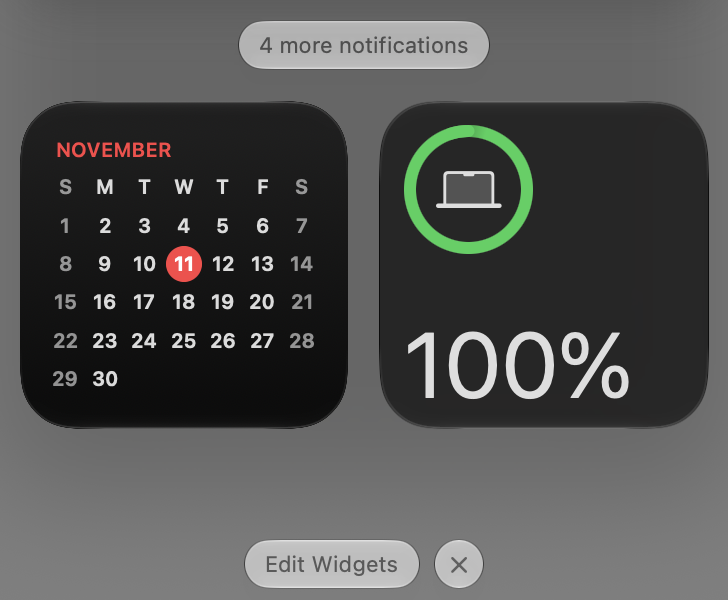 4 more notifications
NOVEMBER
S M T W T F S
1 2 3 4 5 6 7
8 9 10 11 12 13 14
15 16 17 18 19 20 21
22 23 24 25 26 27 28
29 30
100%
Edit Widgets